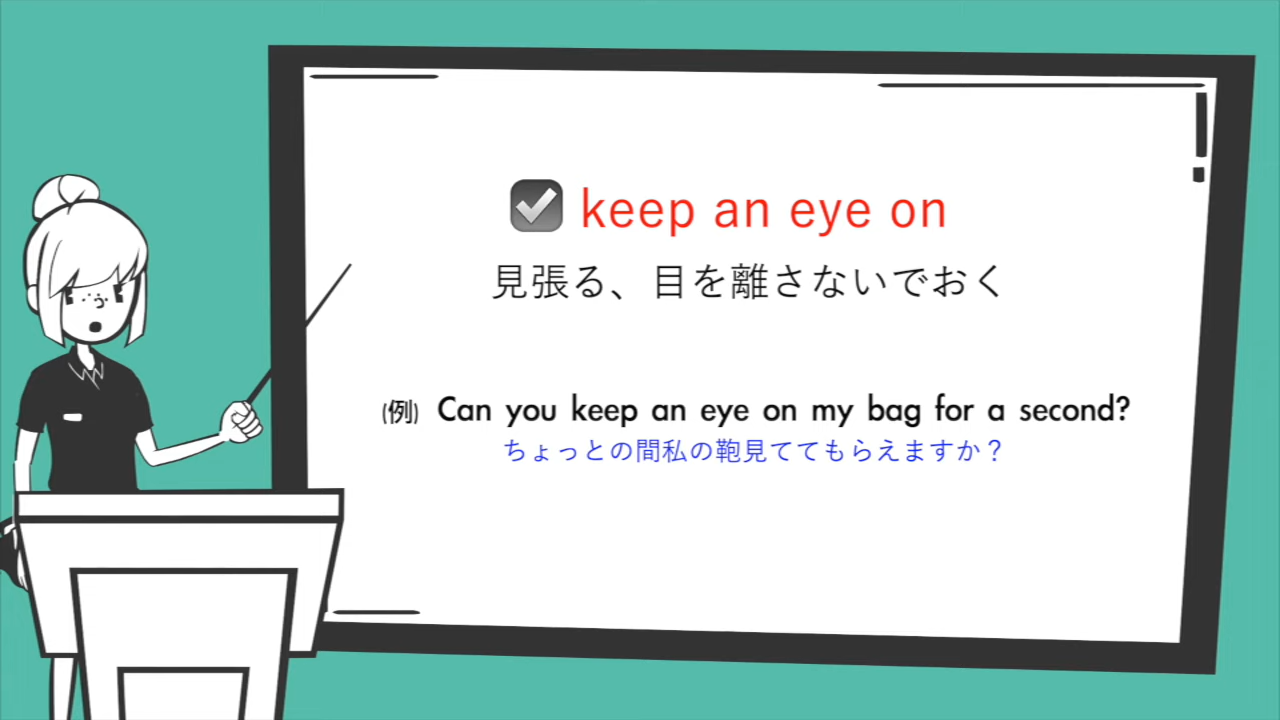 keep an eye on
見張る、目を離さないでおく
(例) Can you keep an eye on my bag for a second?
ちょっとの間私の鞄見ててもらえますか？